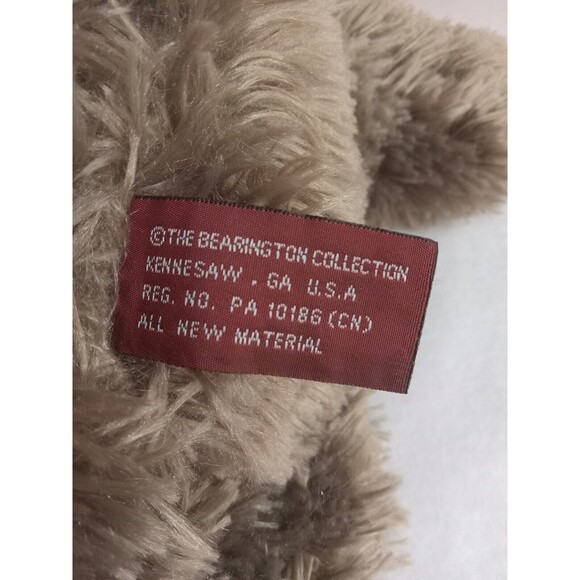 ©THE BEARINGTON COLLECTION
KENNESAW , GA U.S.A
REG. NO. PA 10186 (CN)
ALL NEW MATERIAL